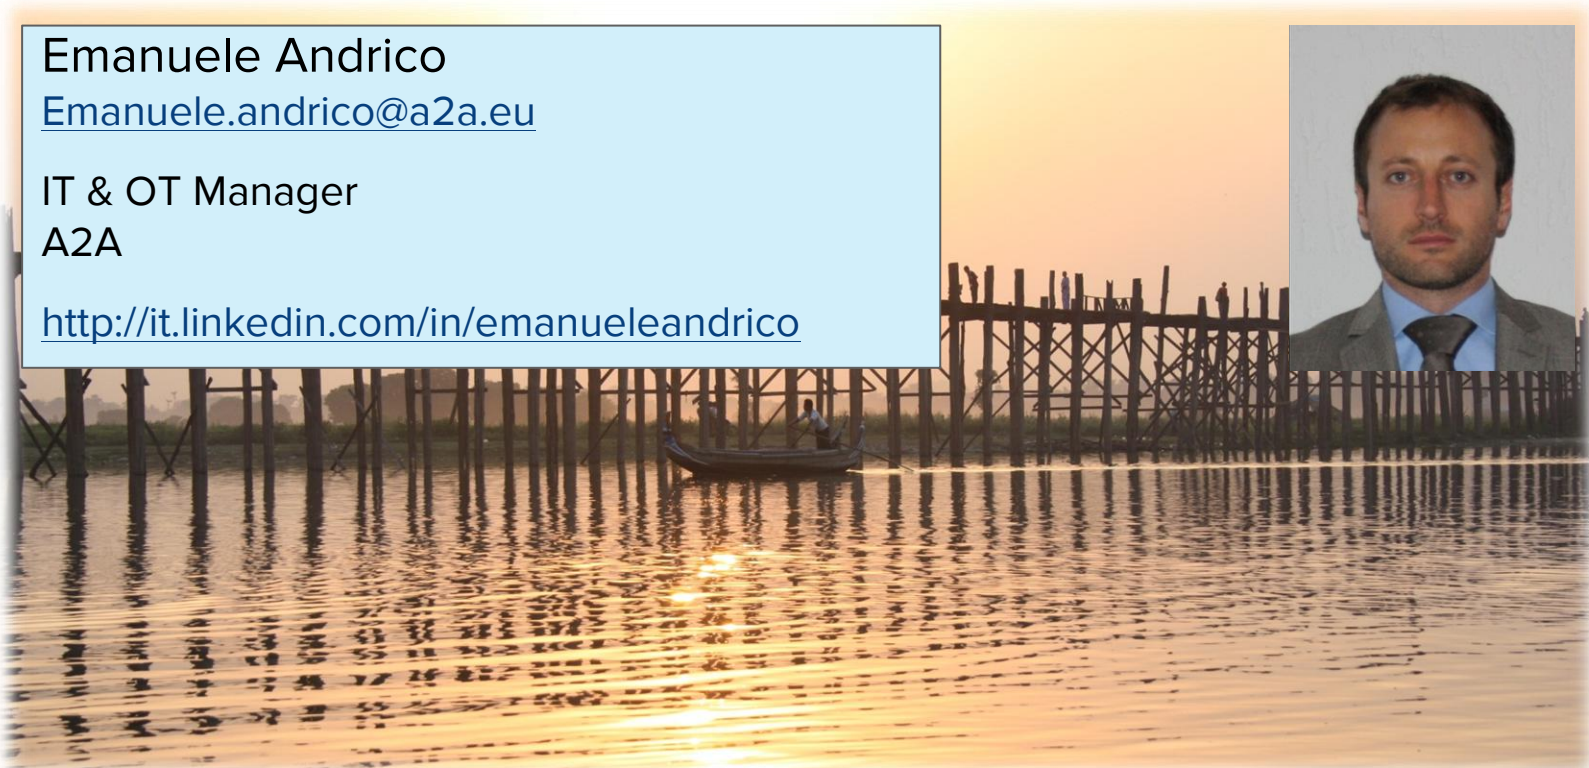 Emanuele Andrico
Emanuele.andrico@a2a.eu
IT & OT Manager
A2A
http://it.linkedin.com/in/emanueleandrico